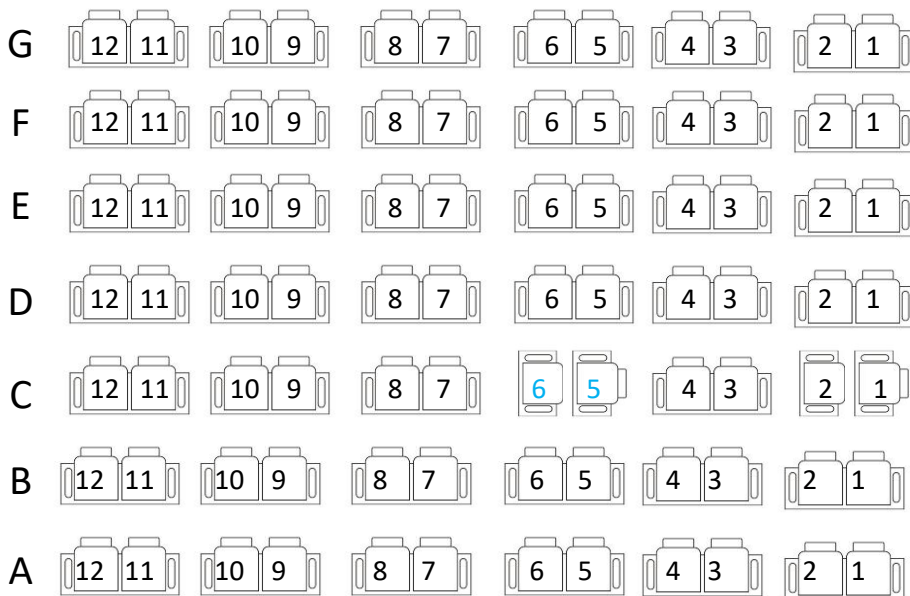 G 12 11 10 9 8 7 6 5 4 3 2 1
F 12 11 10 9 8 7 6 5 4 3 2 1
E 12 11 10 9 8 7 6 5 4 3 2 1
D 12 11 10 9 8 7 6 5 4 3 2 1
C 12 11 10 9 8 7 6 5 4 3 2 1
B 12 11 10 9 8 7 6 5 4 3 2 1
A 12 11 10 9 8 7 6 5 4 3 2 1